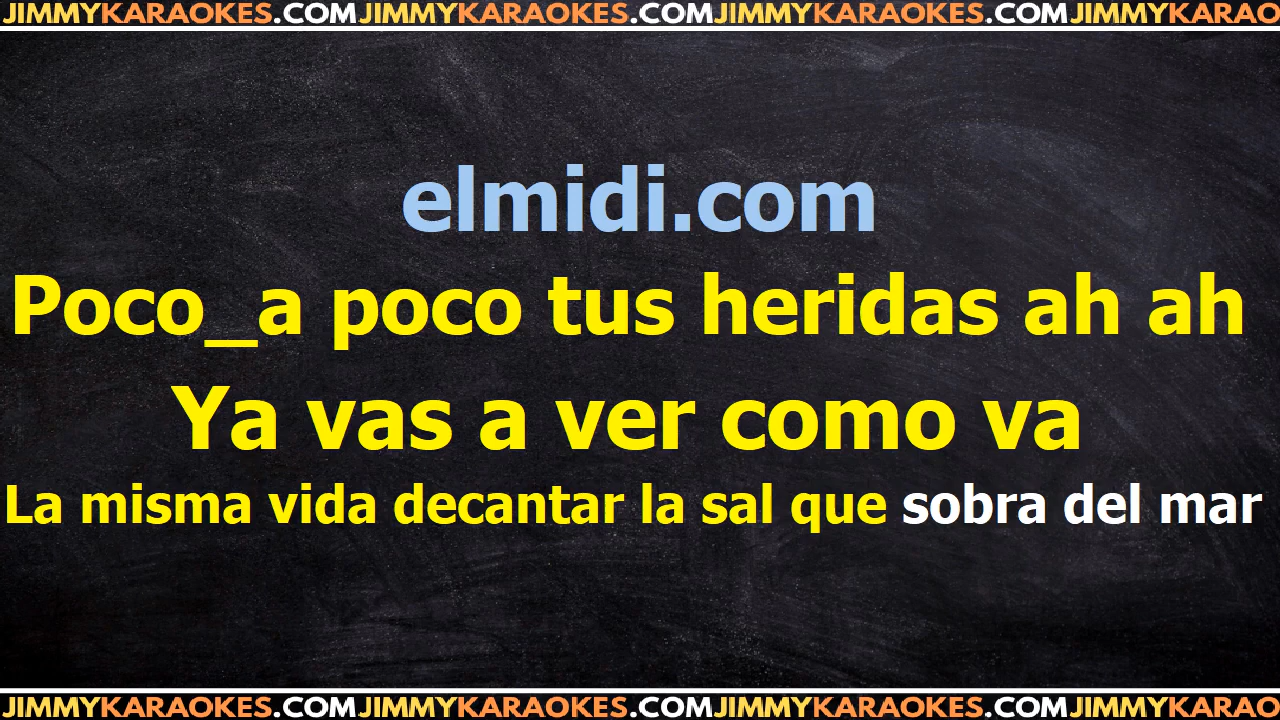 JIMMYKARAOKES.COMJIMMYKARAOKES.COMJIMMYKARAOKES.COMJIMMYKARAO
elmidi.com
Poco_a poco tus heridas ah ah
Ya vas a ver como va
La misma vida decantar la sal que sobra del mar
JIMMYKARAOKES.COMJIMMYKARAOKES.COMJIMMYKARAOKES.COMJIMMYKARAO